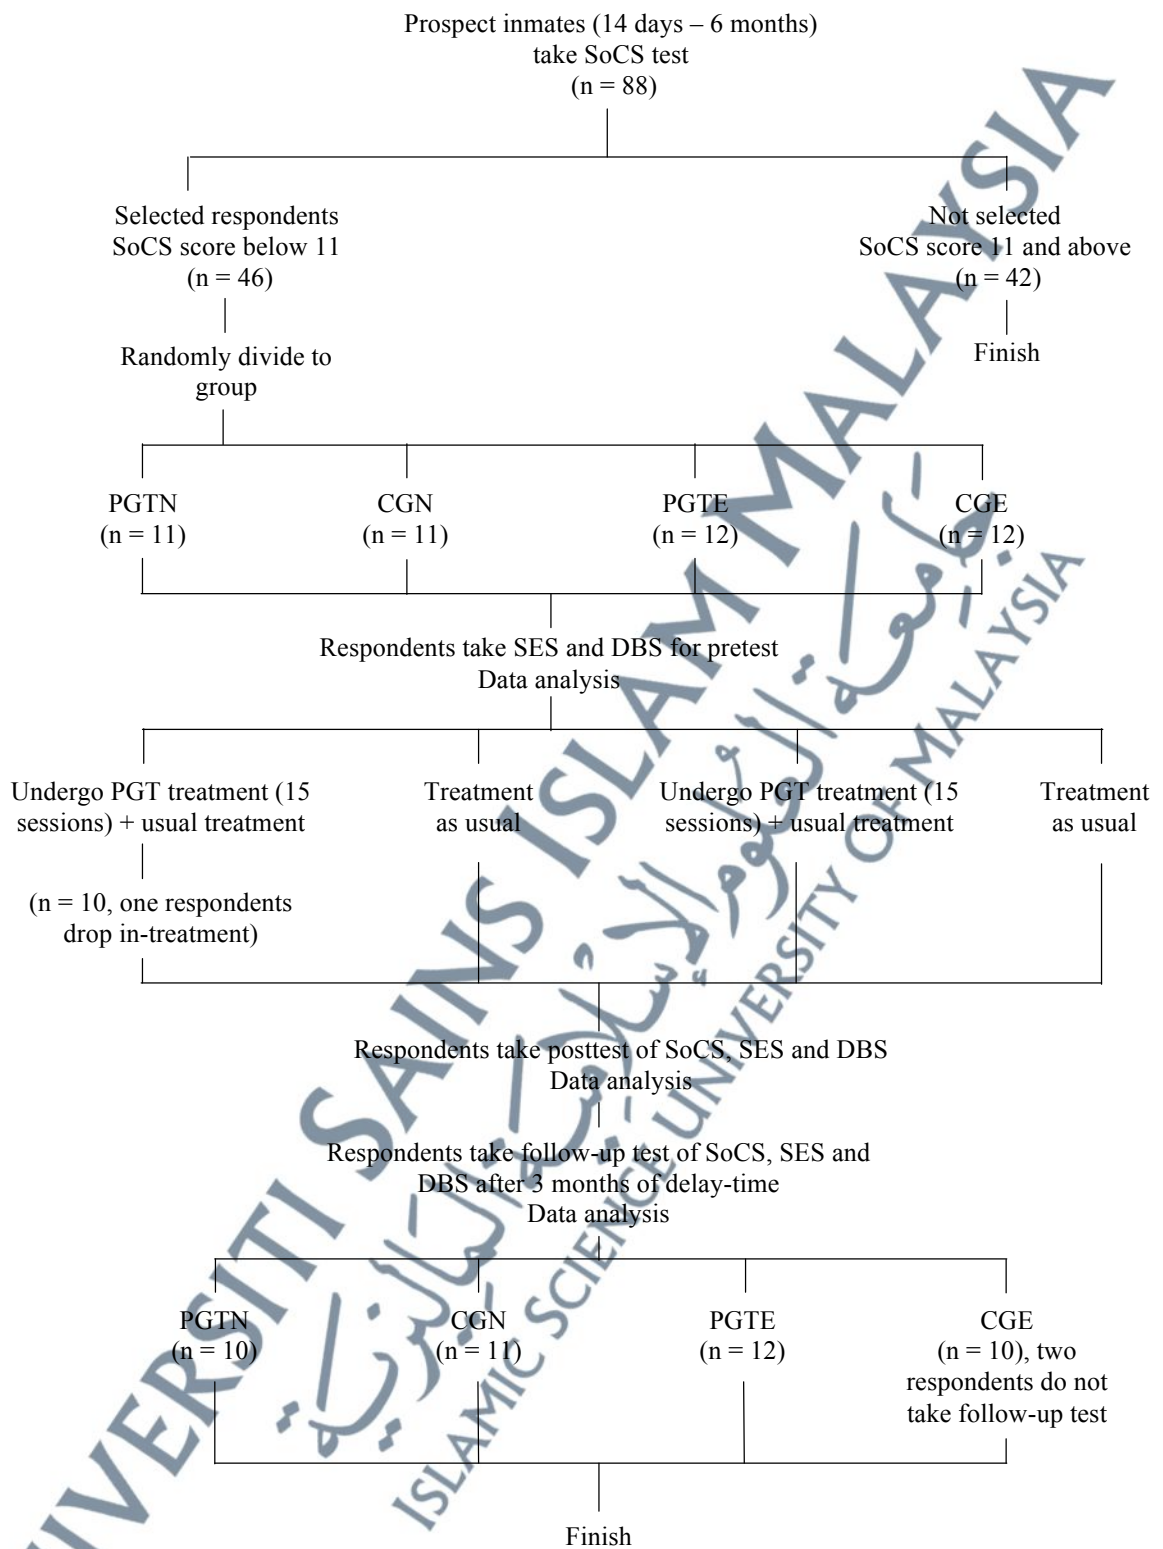 Prospect inmates (14 days – 6 months)
take SoCS test
(n = 88)
Selected respondents
SoCS score below 11
(n = 46)
Not selected
SoCS score 11 and above
(n = 42)
Randomly divide to
group
Finish
PGTN
(n = 11)
CGN
(n = 11)
PGTE
(n = 12)
CGE
(n = 12)
Respondents take SES and DBS for pretest
Data analysis
Undergo PGT treatment (15
sessions) + usual treatment
Treatment
as usual
Undergo PGT treatment (15
sessions) + usual treatment
Treatment
as usual
(n = 10, one respondents
drop in-treatment)
Respondents take posttest of SoCS, SES and DBS
Data analysis
Respondents take follow-up test of SoCS, SES and
DBS after 3 months of delay-time
Data analysis
PGTN
(n = 10)
CGN
(n = 11)
PGTE
(n = 12)
CGE
(n = 10), two
respondents do not
take follow-up test
Finish
UNIVERSITI SAINS ISLAM MALAYSIA
جامعة العلوم الإسلامية الماليزية
ISLAMIC SCIENCE UNIVERSITY OF MALAYSIA